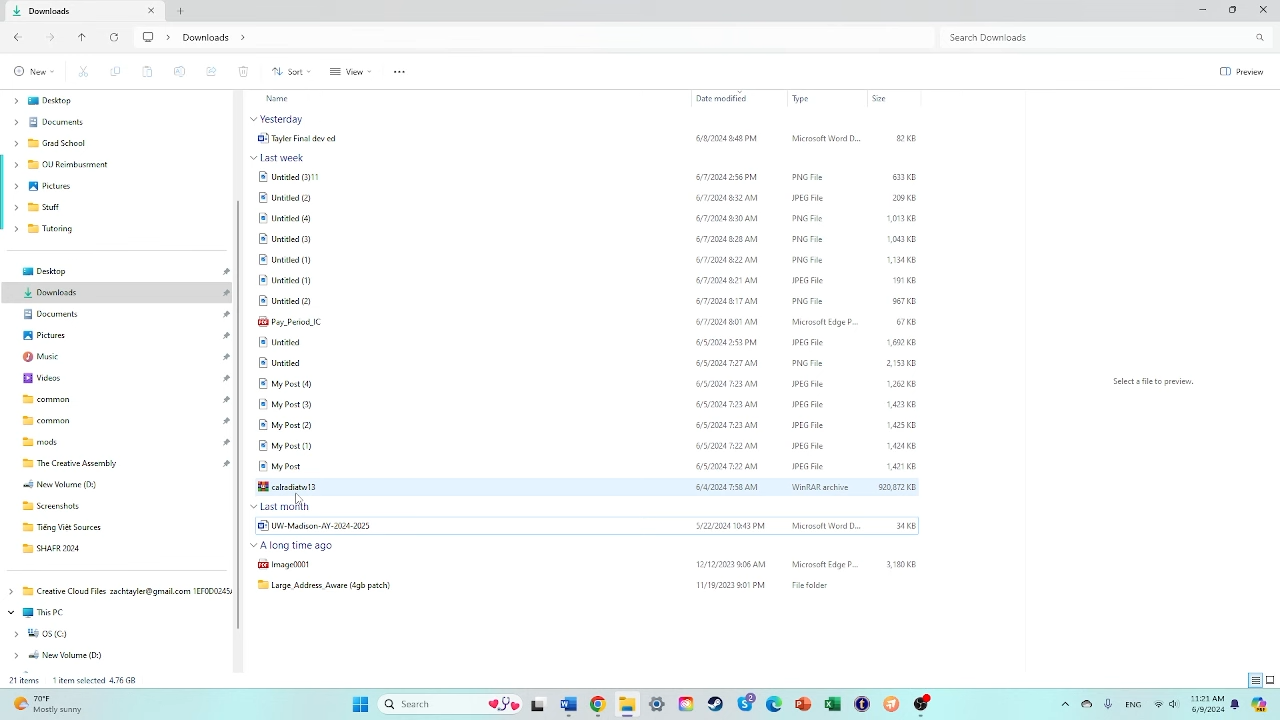 Downloads
Downloads
Search Downloads
New
Sort
View
Preview
Name Date modified Type Size
Desktop
Documents
Grad School
OU Reimbusrment
Pictures
Stuff
Tutoring
Desktop
Downloads
Documents
Pictures
Music
Videos
common
common
mods
The Creative Assembly
New Volume (D:)
Screenshots
Tiếng Việt Sources
SHAFR 2024
Creative Cloud Files zachtayler@gmail.com 1EF0D0245
This PC
OS (C:)
New Volume (D:)
Yesterday
Tayler Final dev ed 6/8/2024 8:48 PM Microsoft Word D... 82 KB
Last week
Untitled (3)11 6/7/2024 2:56 PM PNG File 633 KB
Untitled (2) 6/7/2024 8:32 AM JPEG File 209 KB
Untitled (4) 6/7/2024 8:30 AM PNG File 1,013 KB
Untitled (3) 6/7/2024 8:28 AM PNG File 1,043 KB
Untitled (1) 6/7/2024 8:22 AM PNG File 1,134 KB
Untitled (1) 6/7/2024 8:21 AM JPEG File 191 KB
Untitled (2) 6/7/2024 8:17 AM PNG File 967 KB
Pay_Period_IC 6/7/2024 8:01 AM Microsoft Edge P... 67 KB
Untitled 6/5/2024 2:53 PM JPEG File 1,692 KB
Untitled 6/5/2024 7:27 AM PNG File 2,153 KB
My Post (4) 6/5/2024 7:23 AM JPEG File 1,262 KB
My Post (3) 6/5/2024 7:23 AM JPEG File 1,423 KB
My Post (2) 6/5/2024 7:23 AM JPEG File 1,425 KB
My Post (1) 6/5/2024 7:22 AM JPEG File 1,424 KB
My Post 6/5/2024 7:22 AM JPEG File 1,421 KB
calradiatw13 6/4/2024 7:58 AM WinRAR archive 920,872 KB
Last month
UW-Madison-AY-2024-2025 5/22/2024 10:43 PM Microsoft Word D... 34 KB
A long time ago
Image0001 12/12/2023 9:06 AM Microsoft Edge P... 3,180 KB
Large_Address_Aware (4gb patch) 11/19/2023 9:01 PM File folder
Select a file to preview.
21 items 1 item selected 4.76 GB
70°F
Mostly sunny
Search
2
ENG
11:21 AM
6/9/2024